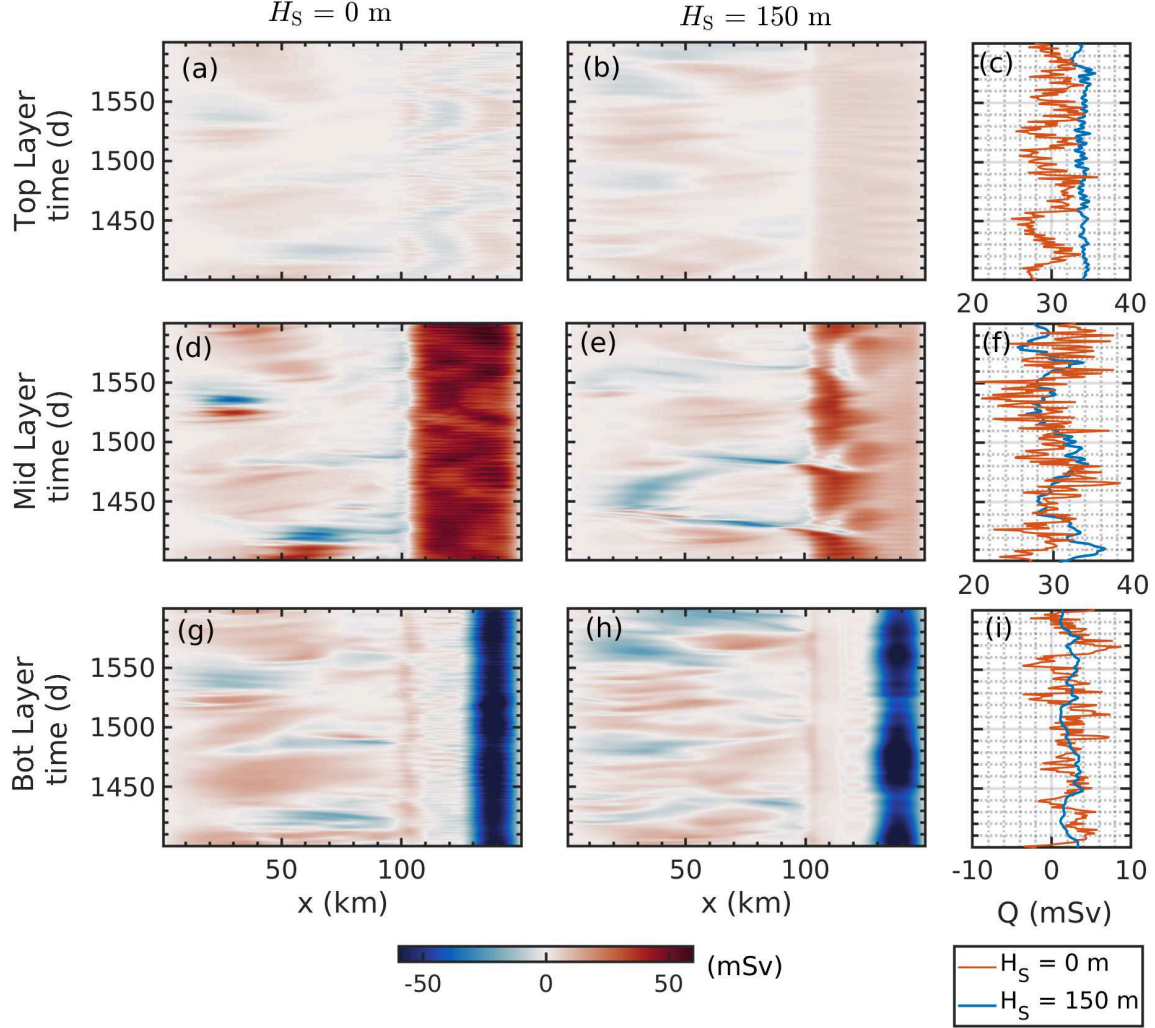 H_S = 0 m
H_S = 150 m
Top Layer
time (d)
1550
1500
1450
(a)
(b)
(c)
20 30 40
Mid Layer
time (d)
1550
1500
1450
(d)
(e)
(f)
20 30 40
Bot Layer
time (d)
1550
1500
1450
(g)
(h)
(i)
50 100
50 100
-10 0 10
x (km)
x (km)
Q (mSv)
-50 0 50
(mSv)
H_S = 0 m
H_S = 150 m